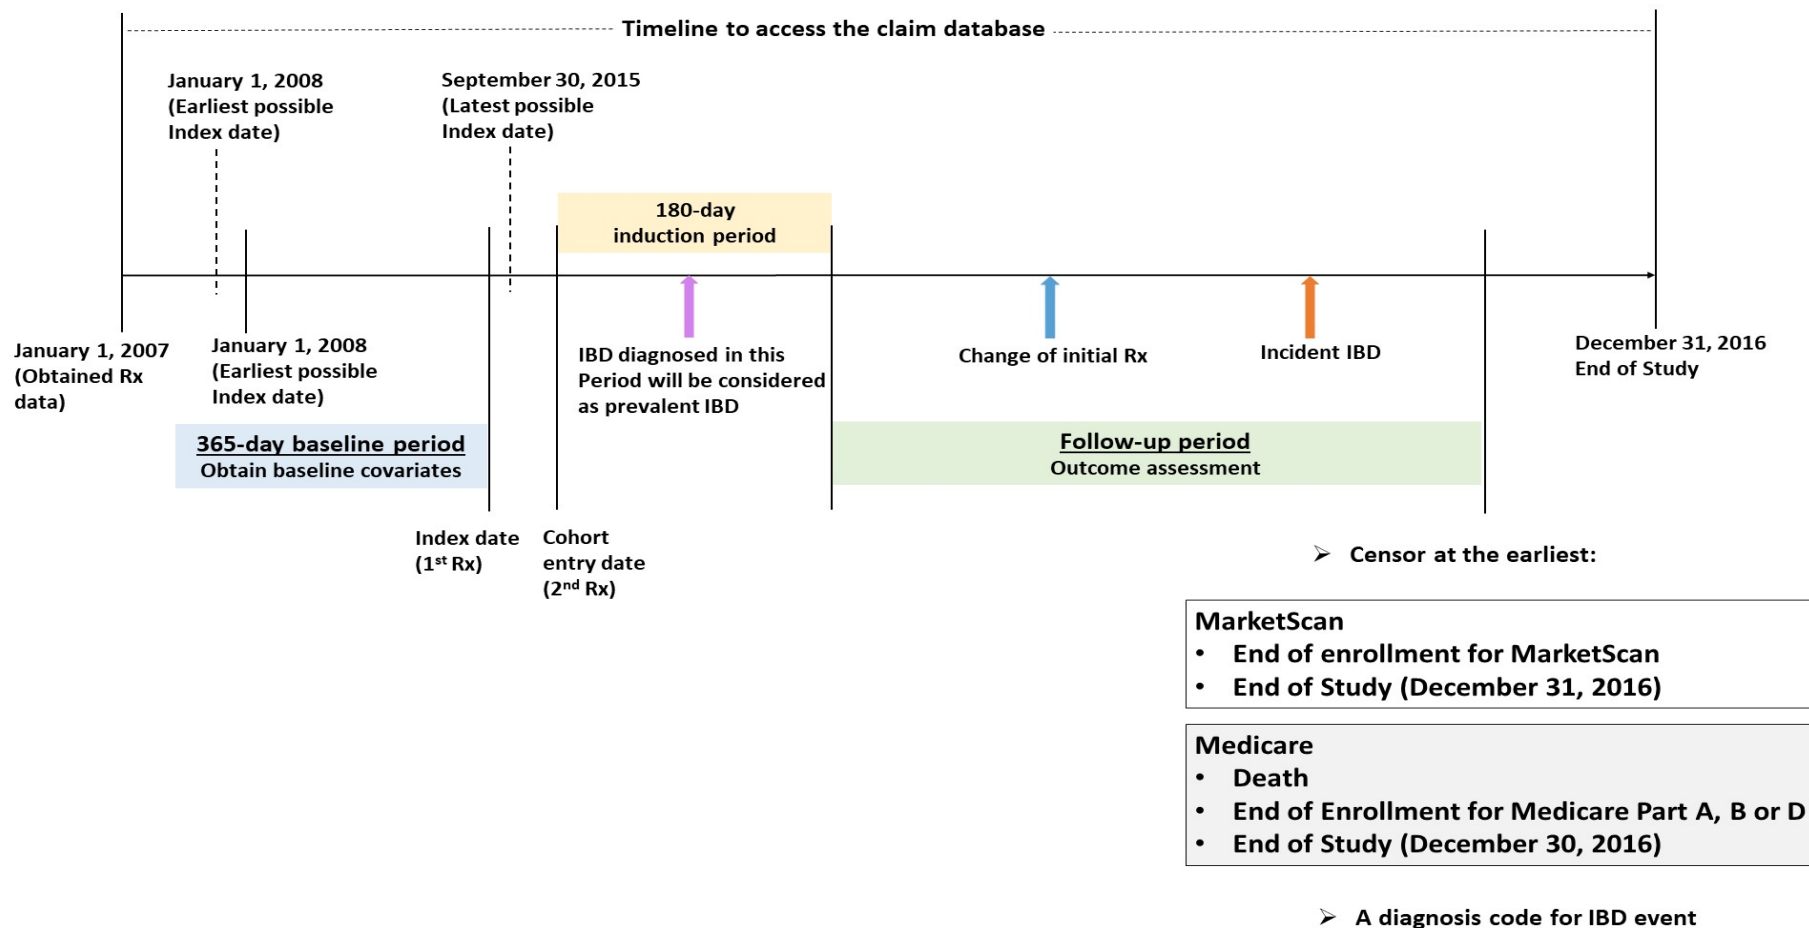 Timeline to access the claim database
January 1, 2008
(Earliest possible
Index date)
September 30, 2015
(Latest possible
Index date)
180-day
induction period
January 1, 2007
(Obtained Rx
data)
January 1, 2008
(Earliest possible
Index date)
IBD diagnosed in this
Period will be considered
as prevalent IBD
Change of initial Rx
Incident IBD
December 31, 2016
End of Study
365-day baseline period
Obtain baseline covariates
Follow-up period
Outcome assessment
Index date
(1st Rx)
Cohort
entry date
(2nd Rx)
➢ Censor at the earliest:
MarketScan
• End of enrollment for MarketScan
• End of Study (December 31, 2016)
Medicare
• Death
• End of Enrollment for Medicare Part A, B or D
• End of Study (December 30, 2016)
➢ A diagnosis code for IBD event